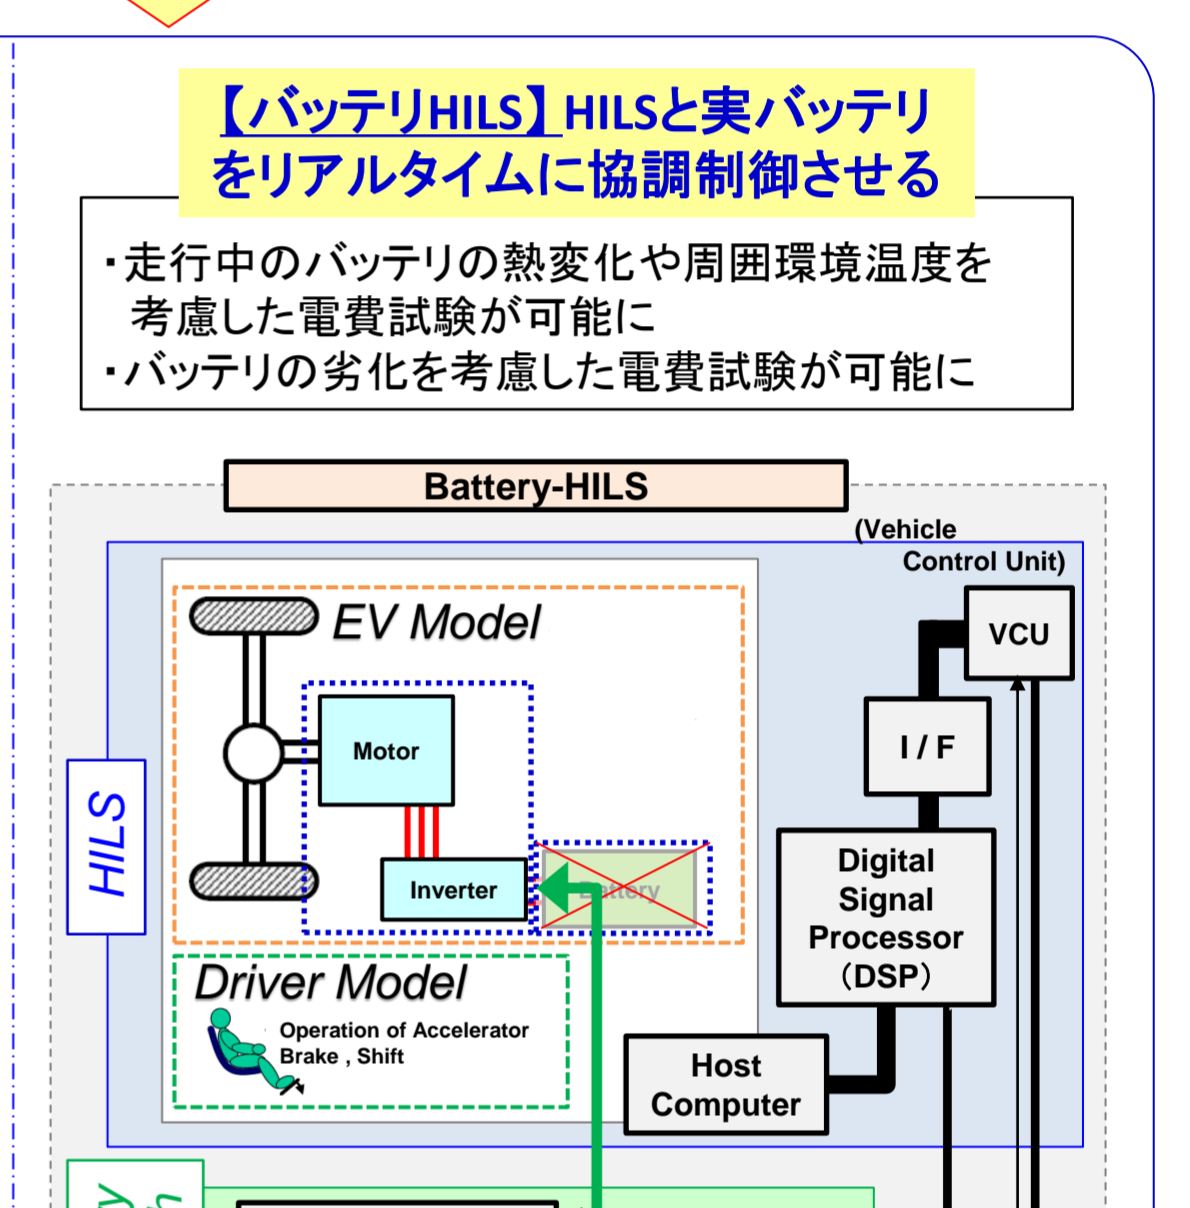 【バッテリHILS】HILSと実バッテリ
をリアルタイムに協調制御させる
・走行中のバッテリの熱変化や周囲環境温度を
考慮した電費試験が可能に
・バッテリの劣化を考慮した電費試験が可能に
Battery-HILS
(Vehicle
Control Unit)
EV Model
VCU
I / F
Motor
HILS
Inverter
Battery
Digital
Signal
Processor
（DSP）
Driver Model
Operation of Accelerator
Brake , Shift
Host
Computer